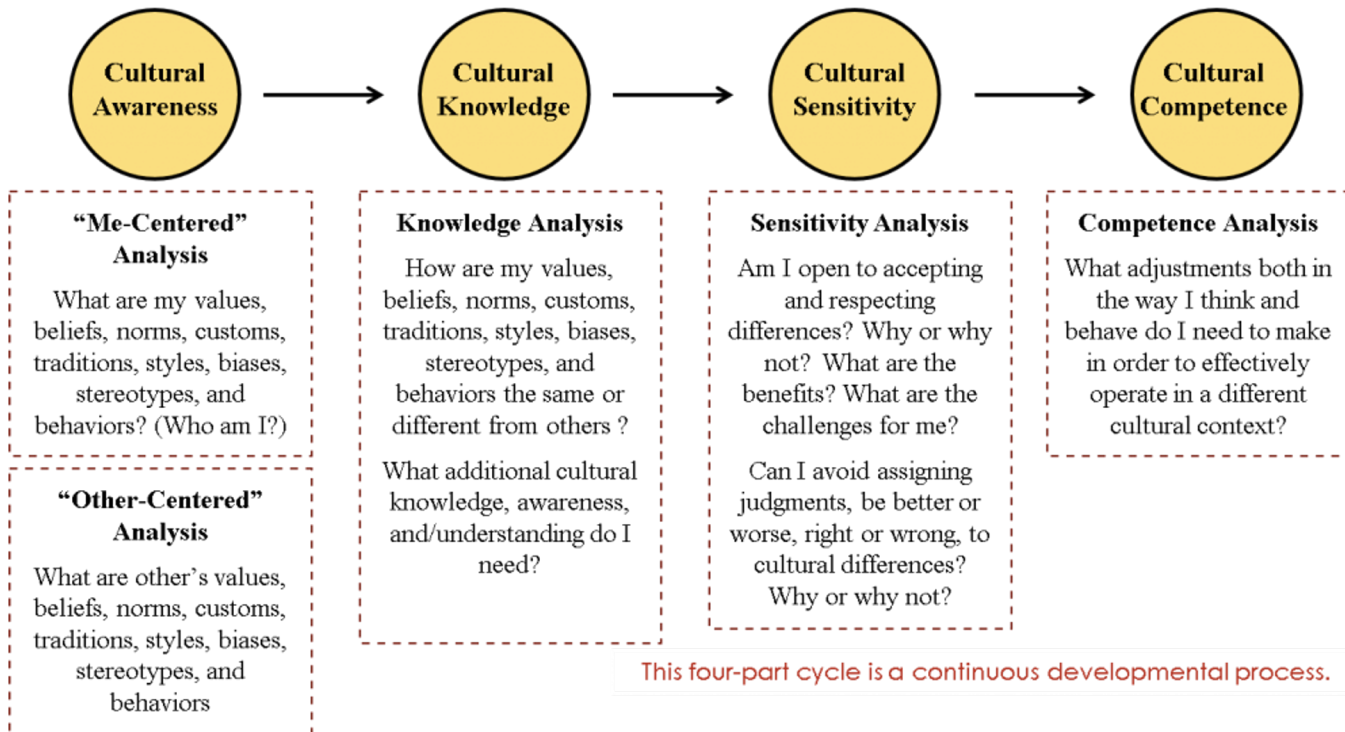 Cultural
Awareness
Cultural
Knowledge
Cultural
Sensitivity
Cultural
Competence
“Me-Centered”
Analysis
What are my values,
beliefs, norms, customs,
traditions, styles, biases,
stereotypes, and
behaviors? (Who am I?)
“Other-Centered”
Analysis
What are other’s values,
beliefs, norms, customs,
traditions, styles, biases,
stereotypes, and
behaviors
Knowledge Analysis
How are my values,
beliefs, norms, customs,
traditions, styles, biases,
stereotypes, and
behaviors the same or
different from others ?
What additional cultural
knowledge, awareness,
and/understanding do I
need?
Sensitivity Analysis
Am I open to accepting
and respecting
differences? Why or why
not? What are the
benefits? What are the
challenges for me?
Can I avoid assigning
judgments, be better or
worse, right or wrong, to
cultural differences?
Why or why not?
Competence Analysis
What adjustments both in
the way I think and
behave do I need to make
in order to effectively
operate in a different
cultural context?
This four-part cycle is a continuous developmental process.